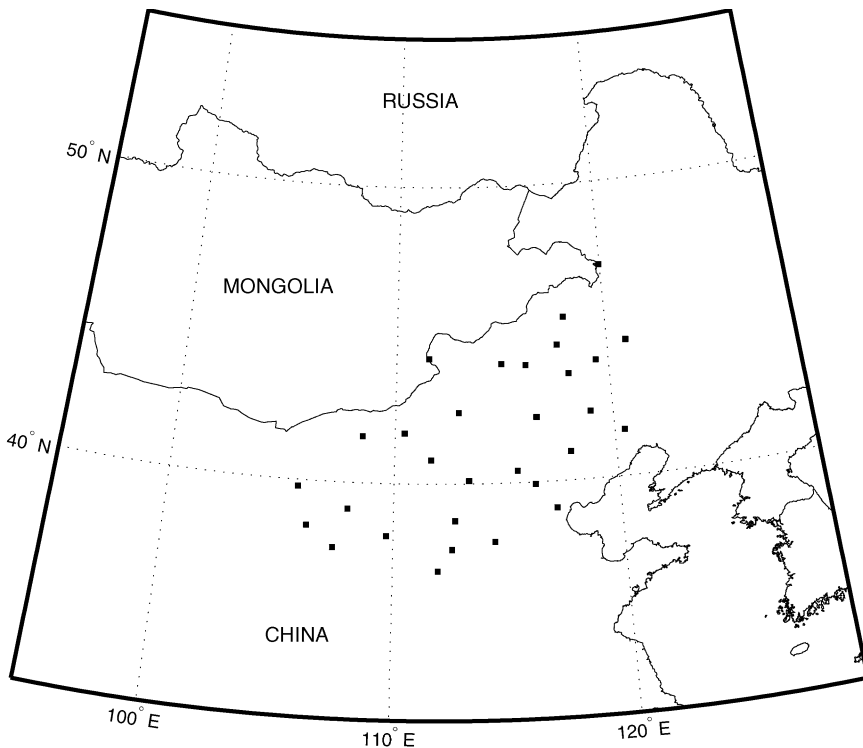 RUSSIA
50° N
MONGOLIA
40° N
CHINA
100° E
110° E
120° E